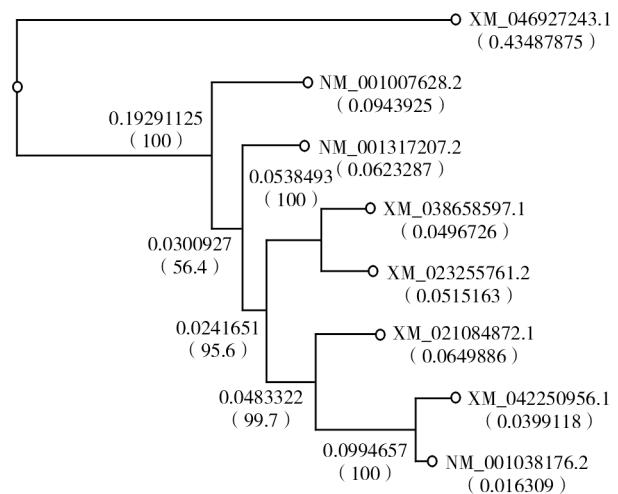 XM_046927243.1
( 0.43487875 )
NM_001007628.2
( 0.0943925 )
0.19291125
( 100 )
NM_001317207.2
( 0.0623287 )
0.0538493
( 100 )
XM_038658597.1
( 0.0496726 )
0.0300927
( 56.4 )
XM_023255761.2
( 0.0515163 )
0.0241651
( 95.6 )
XM_021084872.1
( 0.0649886 )
0.0483322
( 99.7 )
XM_042250956.1
( 0.0399118 )
0.0994657
( 100 )
NM_001038176.2
( 0.016309 )